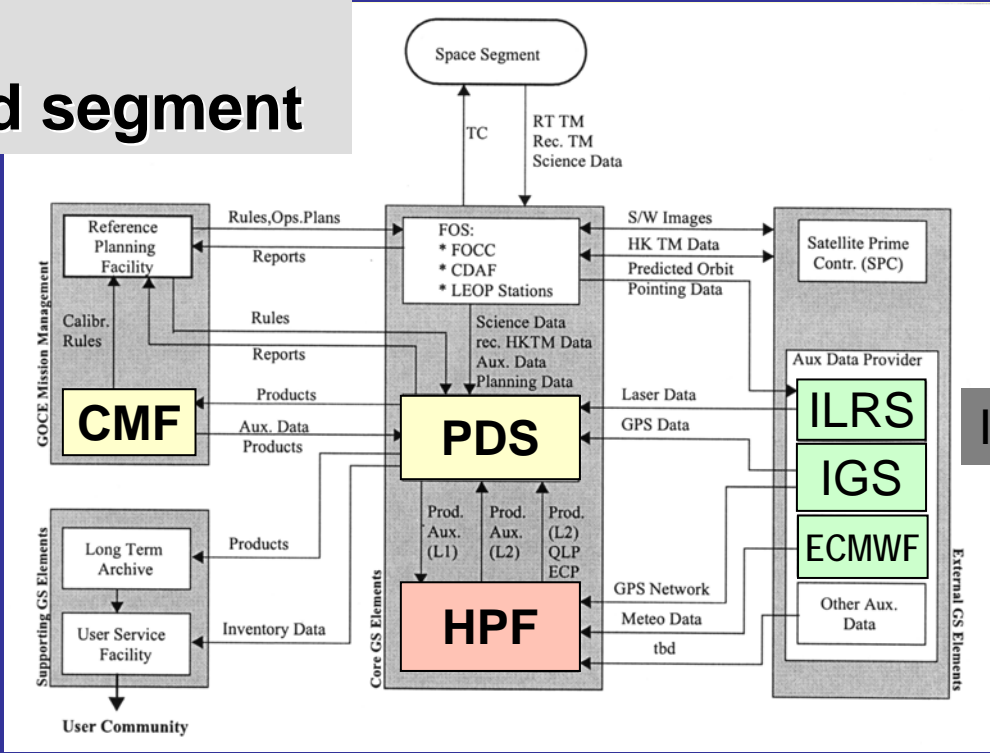 d segment
Space Segment
TC
RT TM
Rec. TM
Science Data
GOCE Mission Management
Reference
Planning
Facility
Rules,Ops.Plans
Reports
FOS:
* FOCC
* CDAF
* LEOP Stations
S/W Images
HK TM Data
Predicted Orbit
Pointing Data
Satellite Prime
Contr. (SPC)
Calibr.
Rules
Rules
Reports
Science Data
rec. HKTM Data
Aux. Data
Planning Data
Aux Data Provider
CMF
Products
Aux. Data
Products
PDS
Laser Data
GPS Data
ILRS
IGS
ECMWF
Other Aux.
Data
External GS Elements
Supporting GS Elements
Long Term
Archive
User Service
Facility
User Community
Products
Inventory Data
Core GS Elements
Prod.
Aux.
(L1)
Prod.
Aux.
(L2)
Prod.
(L2)
QLP
ECP
HPF
GPS Network
Meteo Data
tbd